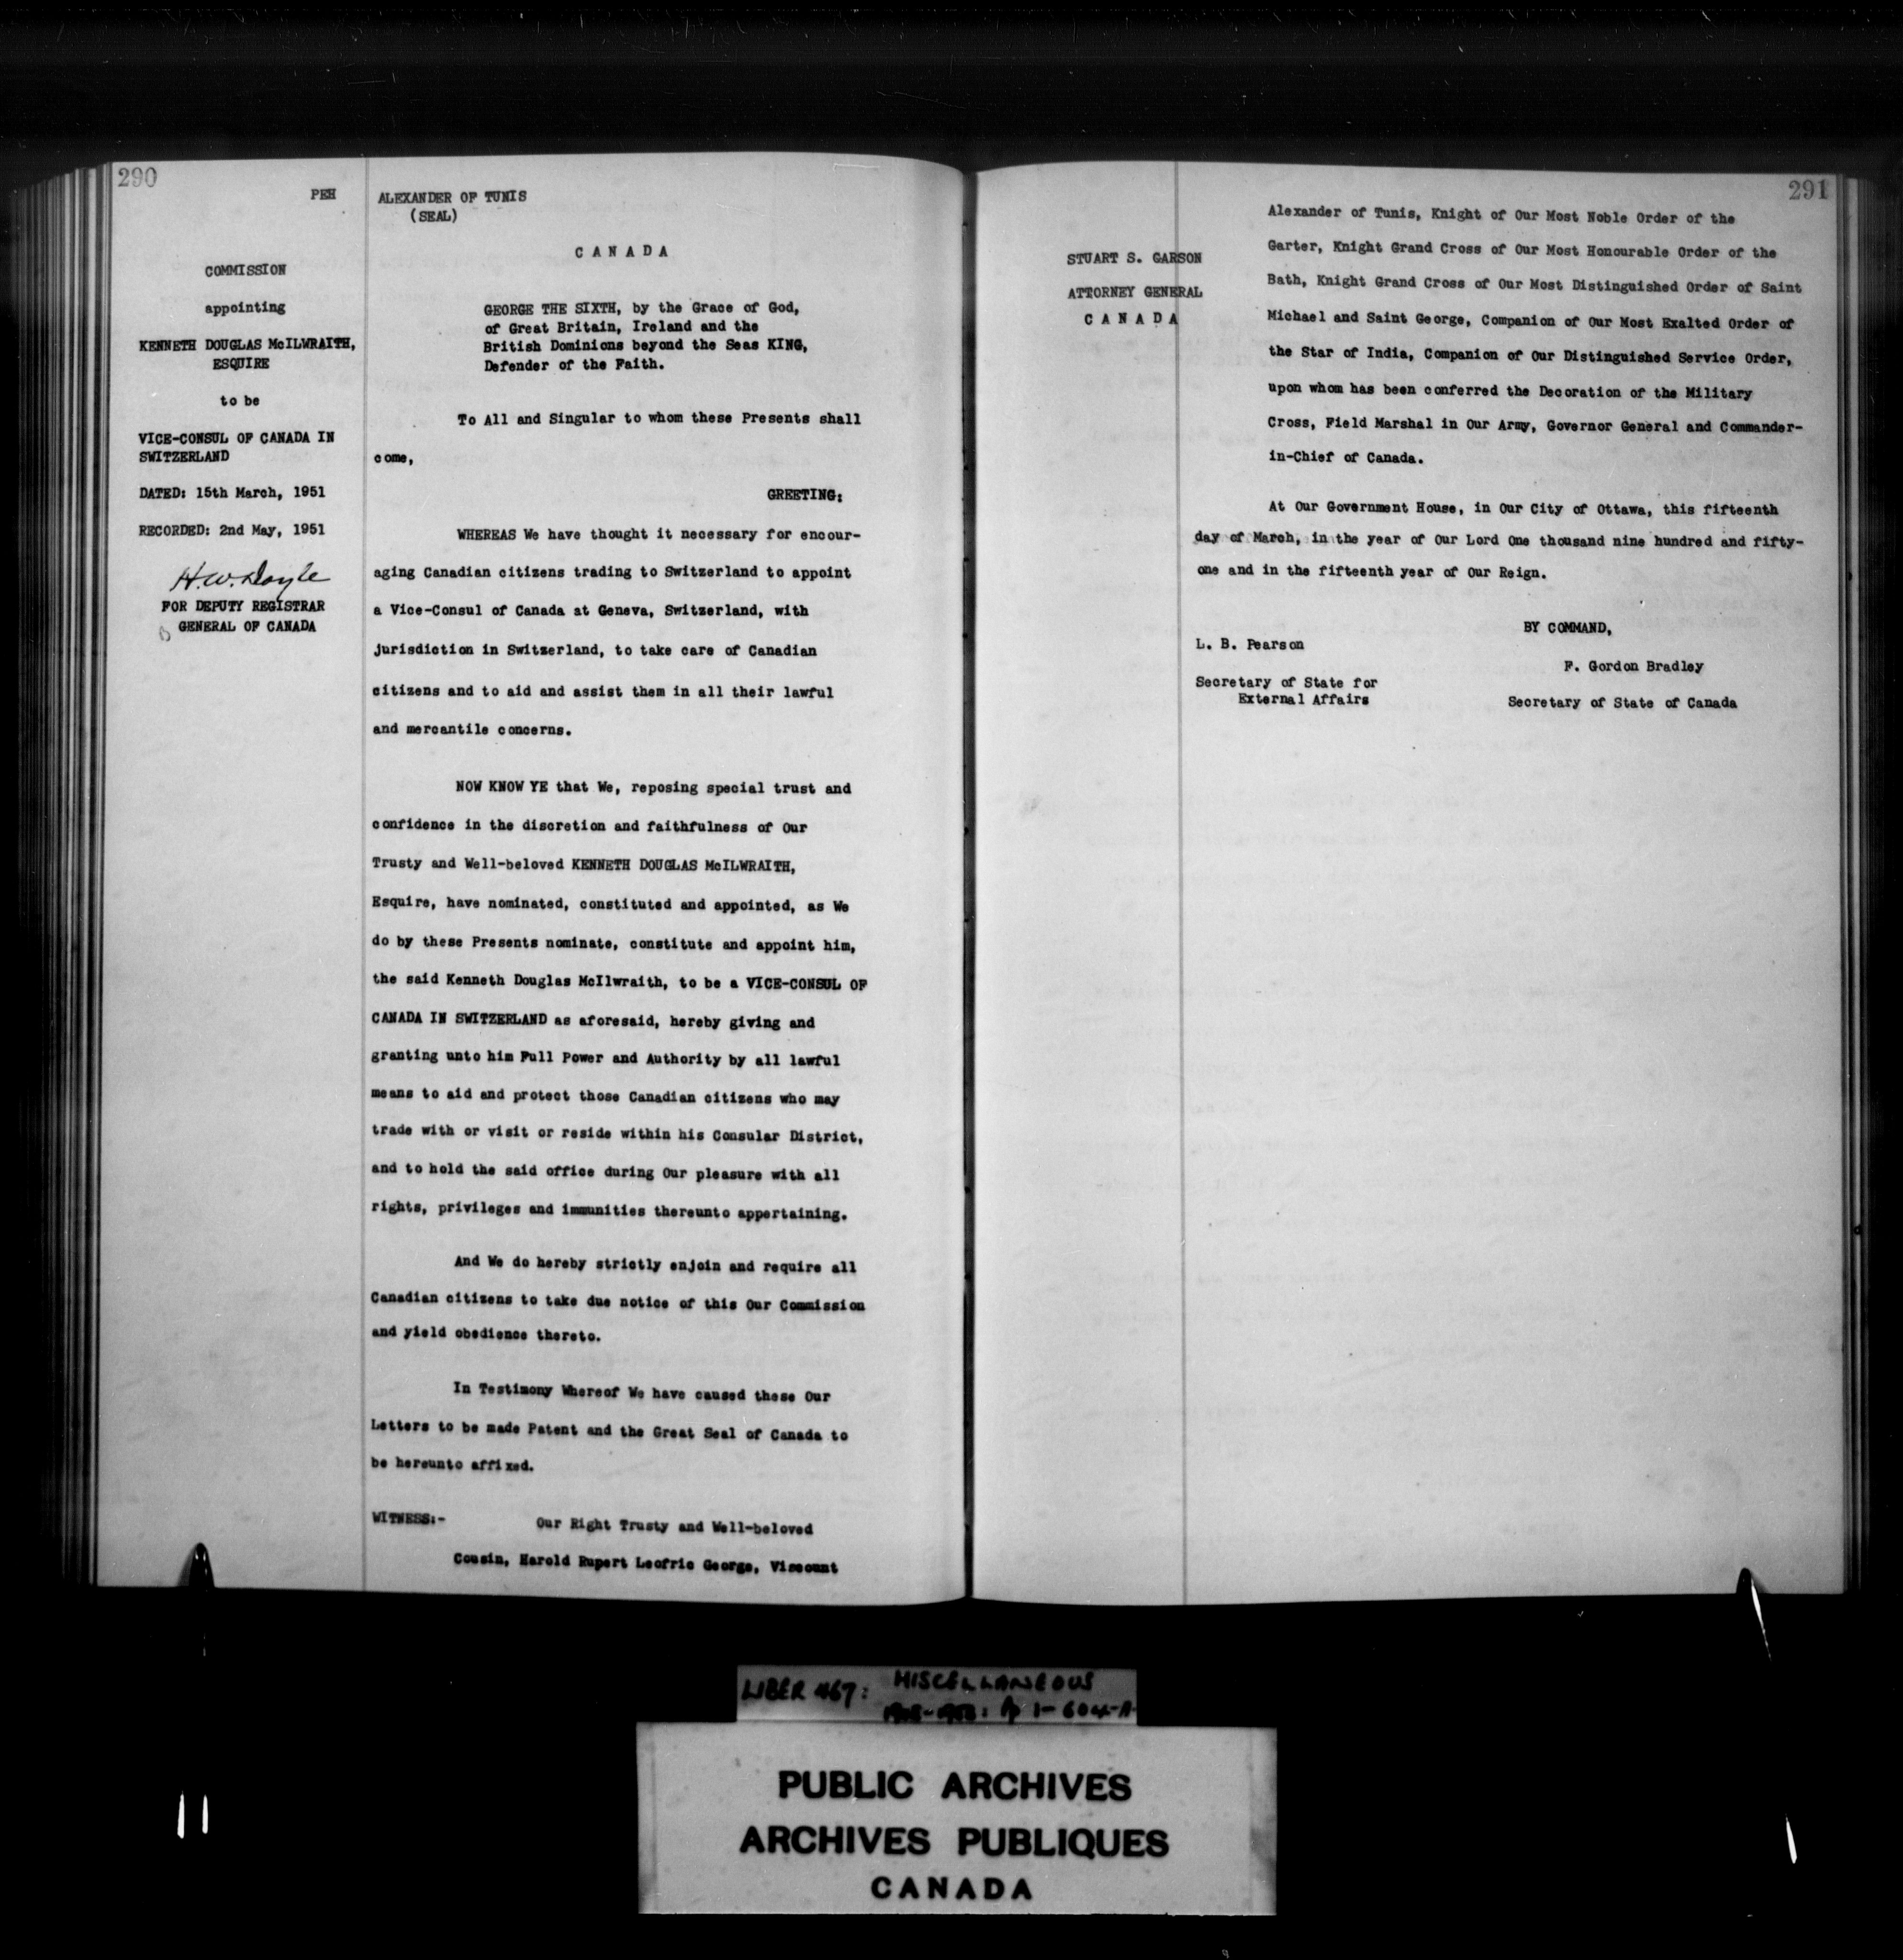 290
PEH
COMMISSION
appointing
KENNETH DOUGLAS McILWRAITH,
ESQUIRE
to be
VICE-CONSUL OF CANADA IN
SWITZERLAND
DATED: 15th March, 1951
RECORDED: 2nd May, 1951
H.W. Doyle
FOR DEPUTY REGISTRAR
GENERAL OF CANADA
ALEXANDER OF TUNIS
(SEAL)
C A N A D A
GEORGE THE SIXTH, by the Grace of God,
of Great Britain, Ireland and the
British Dominions beyond the Seas KING,
Defender of the Faith.
To All and Singular to whom these Presents shall
come,
GREETING:
WHEREAS We have thought it necessary for encour-
aging Canadian citizens trading to Switzerland to appoint
a Vice-Consul of Canada at Geneva, Switzerland, with
jurisdiction in Switzerland, to take care of Canadian
citizens and to aid and assist them in all their lawful
and mercantile concerns.
NOW KNOW YE that We, reposing special trust and
confidence in the discretion and faithfulness of Our
Trusty and Well-beloved KENNETH DOUGLAS McILWRAITH,
Esquire, have nominated, constituted and appointed, as We
do by these Presents nominate, constitute and appoint him,
the said Kenneth Douglas McIlwraith, to be a VICE-CONSUL OF
CANADA IN SWITZERLAND as aforesaid, hereby giving and
granting unto him Full Power and Authority by all lawful
means to aid and protect those Canadian citizens who may
trade with or visit or reside within his Consular District,
and to hold the said office during Our pleasure with all
rights, privileges and immunities thereunto appertaining.
And We do hereby strictly enjoin and require all
Canadian citizens to take due notice of this Our Commission
and yield obedience thereto.
In Testimony Whereof We have caused these Our
Letters to be made Patent and the Great Seal of Canada to
be hereunto affixed.
WITNESS:- Our Right Trusty and Well-beloved
Cousin, Harold Rupert Leofric George, Viscount
291
STUART S. GARSON
ATTORNEY GENERAL
C A N A D A
Alexander of Tunis, Knight of Our Most Noble Order of the
Garter, Knight Grand Cross of Our Most Honourable Order of the
Bath, Knight Grand Cross of Our Most Distinguished Order of Saint
Michael and Saint George, Companion of Our Most Exalted Order of
the Star of India, Companion of Our Distinguished Service Order,
upon whom has been conferred the Decoration of the Military
Cross, Field Marshal in Our Army, Governor General and Commander-
in-Chief of Canada.
At Our Government House, in Our City of Ottawa, this fifteenth
day of March, in the year of Our Lord One thousand nine hundred and fifty-
one and in the fifteenth year of Our Reign.
BY COMMAND,
L. B. Pearson
Secretary of State for
External Affairs
F. Gordon Bradley
Secretary of State of Canada
LIBER 467: MISCELLANEOUS
1-604-A
PUBLIC ARCHIVES
ARCHIVES PUBLIQUES
CANADA